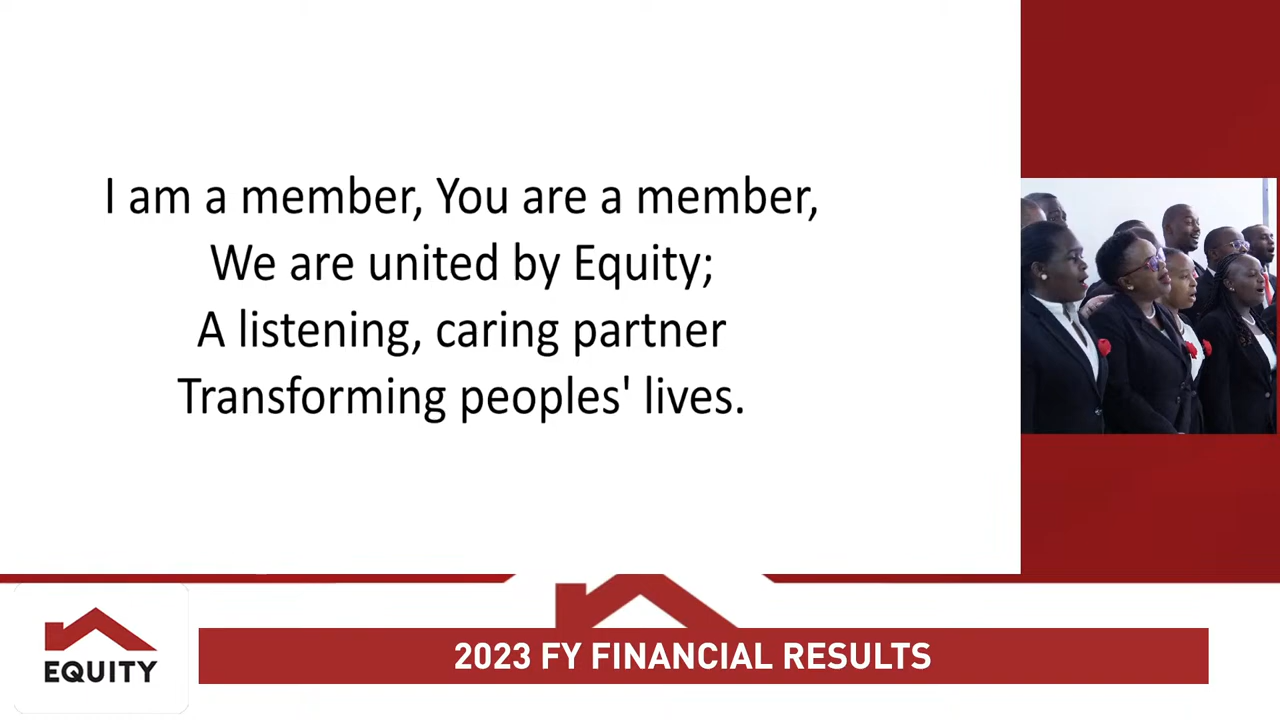 I am a member, You are a member,
We are united by Equity;
A listening, caring partner
Transforming peoples' lives.
EQUITY
2023 FY FINANCIAL RESULTS